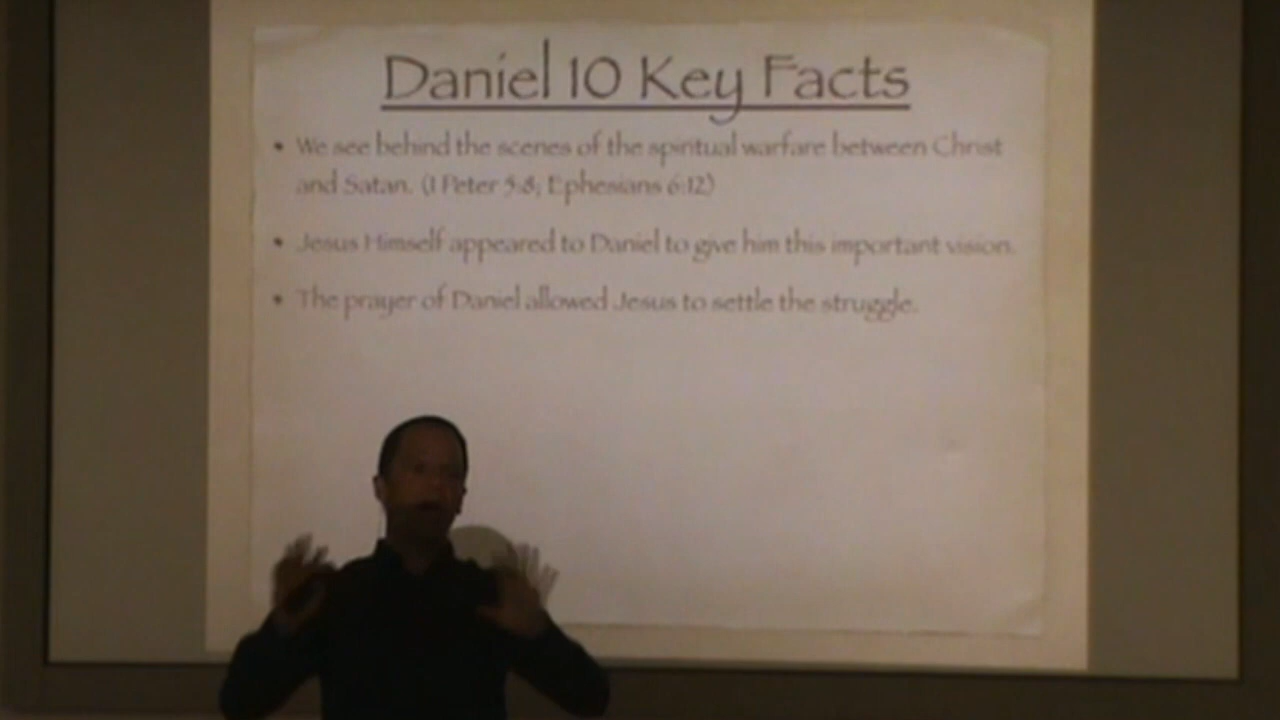 Daniel 10 Key Facts
• We see behind the scenes of the spiritual warfare between Christ
and Satan. (1 Peter 5:8; Ephesians 6:12)
• Jesus Himself appeared to Daniel to give him this important vision.
• The prayer of Daniel allowed Jesus to settle the struggle.